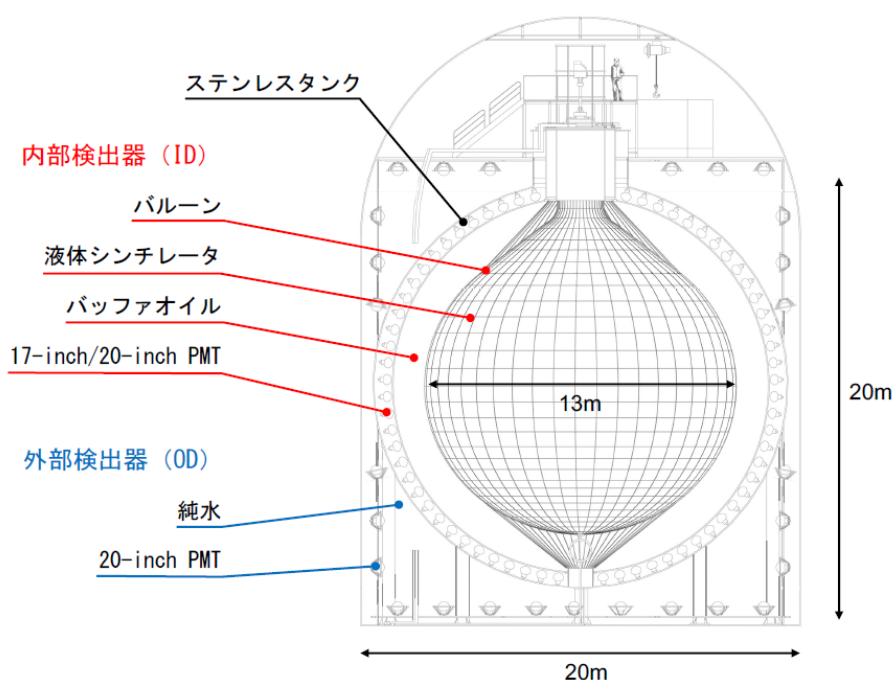 ステンレスタンク
内部検出器（ID）
バルーン
液体シンチレータ
バッファオイル
17-inch/20-inch PMT
13m
20m
外部検出器（OD）
純水
20-inch PMT
20m